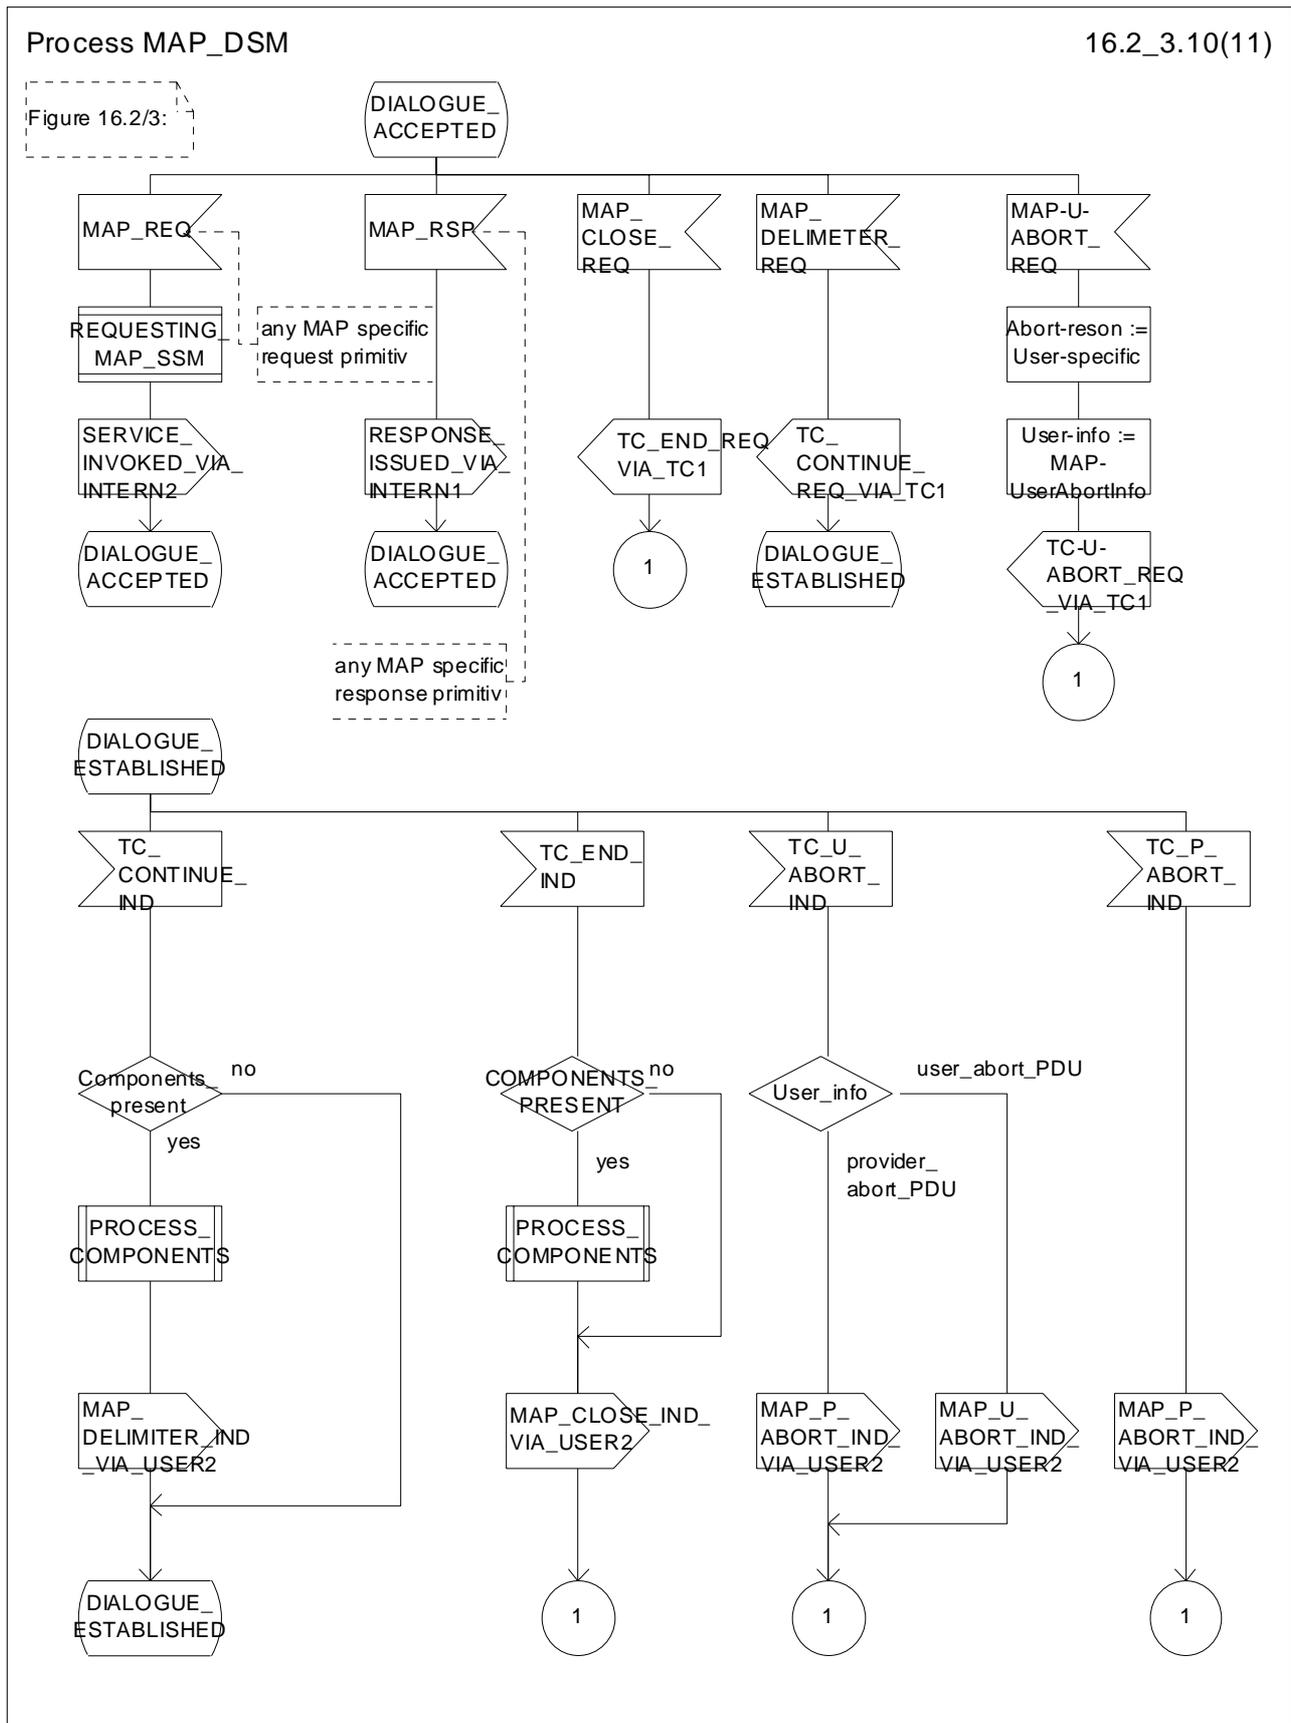 Process MAP_DSM
16.2_3.10(11)
Figure 16.2/3:
DIALOGUE_
ACCEPTED
MAP_REQ
MAP_RSP
MAP_
CLOSE_
REQ
MAP_
DELIMETER_
REQ
MAP-U-
ABORT_
REQ
REQUESTING_
MAP_SSM
any MAP specific
request primitiv
Abort-reson :=
User-specific
SERVICE_
INVOKED_VIA_
INTERN2
RESPONSE_
ISSUED_VIA_
INTERN1
TC_END_REQ
VIA_TC1
TC_
CONTINUE_
REQ_VIA_TC1
User-info :=
MAP-
UserAbortInfo
DIALOGUE_
ACCEPTED
DIALOGUE_
ACCEPTED
1
DIALOGUE_
ESTABLISHED
TC-U-
ABORT_REQ
_VIA_TC1
any MAP specific
response primitiv
1
DIALOGUE_
ESTABLISHED
TC_
CONTINUE_
IND
TC_END_
IND
TC_U_
ABORT_
IND
TC_P_
ABORT_
IND
Components_
present
no
yes
COMPONENTS_
PRESENT
no
yes
User_info
user_abort_PDU
provider_
abort_PDU
PROCESS_
COMPONENTS
PROCESS_
COMPONENTS
MAP_
DELIMITER_IND
_VIA_USER2
MAP_CLOSE_IND_
VIA_USER2
MAP_P_
ABORT_IND_
VIA_USER2
MAP_U_
ABORT_IND_
VIA_USER2
MAP_P_
ABORT_IND_
VIA_USER2
DIALOGUE_
ESTABLISHED
1
1
1